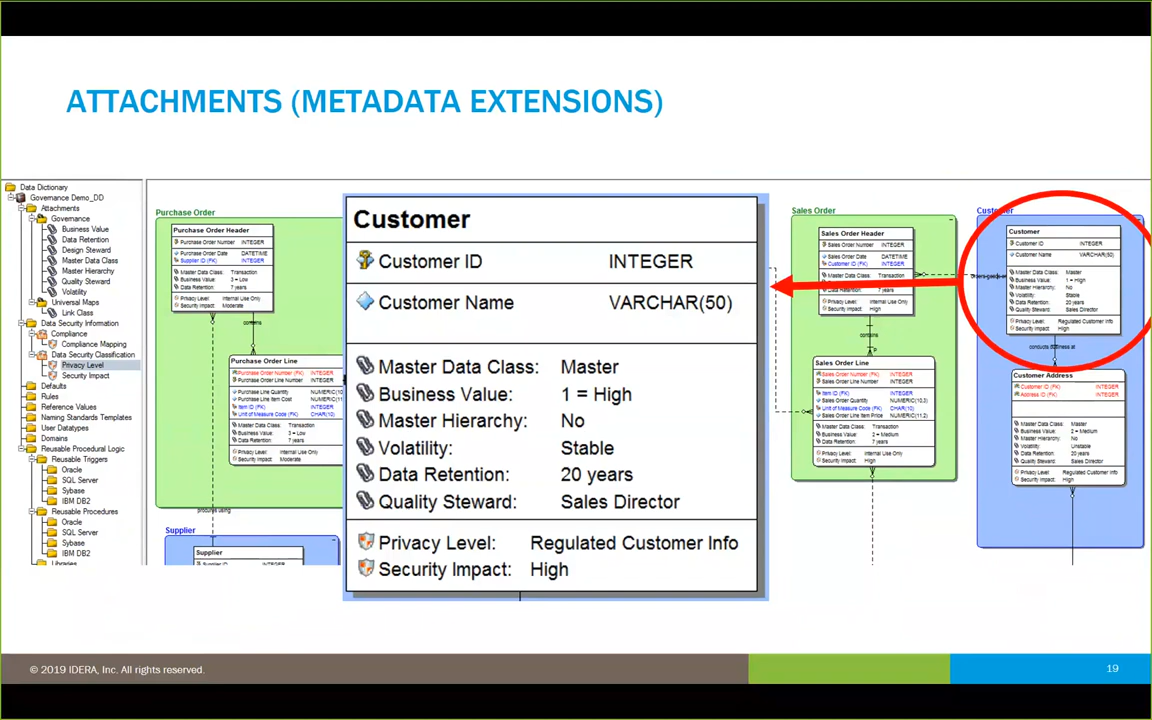 ATTACHMENTS (METADATA EXTENSIONS)
Data Dictionary
Governance Demo_DD
Attachments
Governance
Business Value
Data Retention
Design Steward
Master Data Class
Master Hierarchy
Quality Steward
Volatility
Universal Maps
Link Class
Data Security Information
Compliance
Compliance Mapping
Data Security Classification
Privacy Level
Security Impact
Defaults
Rules
Reference Values
Naming Standards Templates
User Datatypes
Domains
Reusable Procedural Logic
Reusable Triggers
Oracle
SQL Server
Sybase
IBM DB2
Reusable Procedures
Oracle
SQL Server
Sybase
IBM DB2
Libraries
Purchase Order
Purchase Order Header
Purchase Order Number INTEGER
Purchase Order Date DATETIME
Supplier ID (FK) INTEGER
Master Data Class: Transaction
Business Value: 3 = Low
Data Retention: 7 years
Privacy Level: Internal Use Only
Security Impact: Moderate
contains
Purchase Order Line
Purchase Order Number (FK) INTEGER
Purchase Order Line Number INTEGER
Purchase Order Quantity NUMERIC(10
Purchase Order Item Cost NUMERIC(1
Item ID (FK) INTEGER
Unit of Measure Code (FK) CHAR(10)
Master Data Class: Transaction
Business Value: 3 = Low
Data Retention: 7 years
Privacy Level: Internal Use Only
Security Impact: Moderate
Supplier
Supplier
Customer
Customer ID INTEGER
Customer Name VARCHAR(50)
Master Data Class: Master
Business Value: 1 = High
Master Hierarchy: No
Volatility: Stable
Data Retention: 20 years
Quality Steward: Sales Director
Privacy Level: Regulated Customer Info
Security Impact: High
Sales Order
Sales Order Header
Sales Order Number INTEGER
Sales Order Date DATETIME
Customer ID (FK) INTEGER
Master Data Class: Transaction
Data Retention: 7 years
Privacy Level: Internal Use Only
Security Impact: High
contains
Sales Order Line
Sales Order Number (FK) INTEGER
Sales Order Line Number INTEGER
Item ID (FK) INTEGER
Sales Order Quantity NUMERIC(10,0)
Unit of Measure Code (FK) CHAR(10)
Sales Order Line Item Price NUMERIC(11,2)
Master Data Class: Transaction
Business Value: 2 = Medium
Data Retention: 7 years
Privacy Level: Internal Use Only
Security Impact: High
Customer
Customer
Customer ID INTEGER
Customer Name VARCHAR(50)
Master Data Class: Master
Business Value: 1 = High
Master Hierarchy: No
Volatility: Stable
Data Retention: 20 years
Quality Steward: Sales Director
Privacy Level: Regulated Customer Info
Security Impact: High
conducts business at
Customer Address
Customer ID (FK) INTEGER
Address ID (FK) INTEGER
Master Data Class: Master
Business Value: 2 = Medium
Master Hierarchy: No
Volatility: Unstable
Data Retention: 20 years
Quality Steward: Sales Director
Privacy Level: Regulated Customer Info
Security Impact: High
© 2019 IDERA, Inc. All rights reserved.
19